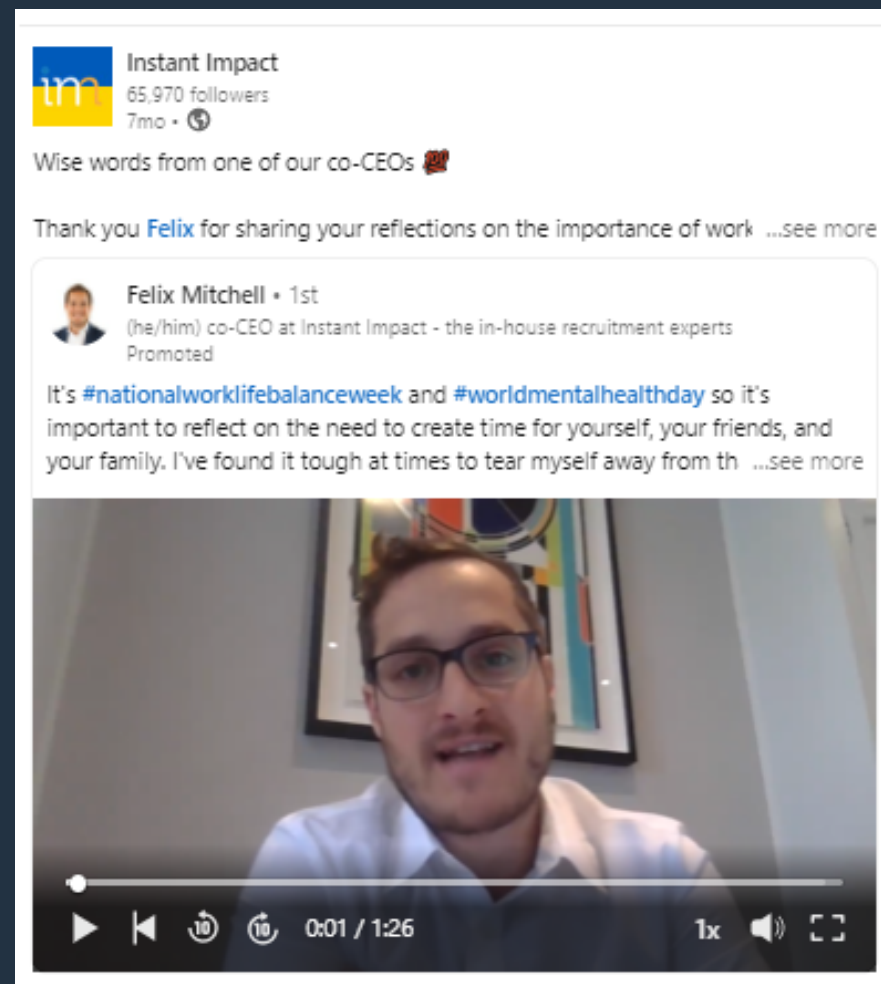 im
Instant Impact
65,970 followers
7mo •
Wise words from one of our co-CEOs 💯
Thank you Felix for sharing your reflections on the importance of work ...see more
Felix Mitchell • 1st
(he/him) co-CEO at Instant Impact - the in-house recruitment experts
Promoted
It's #nationalworklifebalanceweek and #worldmentalhealthday so it's
important to reflect on the need to create time for yourself, your friends, and
your family. I've found it tough at times to tear myself away from th ...see more
10 10 0:01 / 1:26 1x